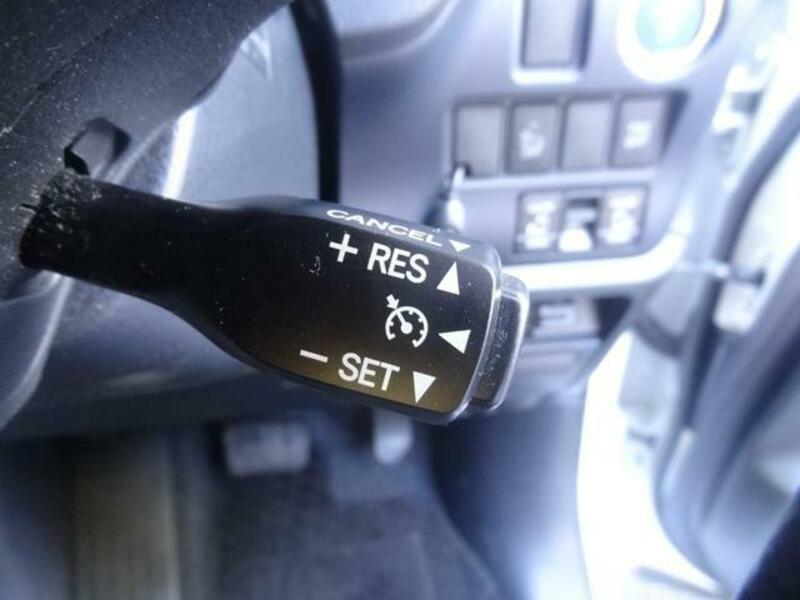 CANCEL ▼
+ RES ▲
◀
− SET ▼